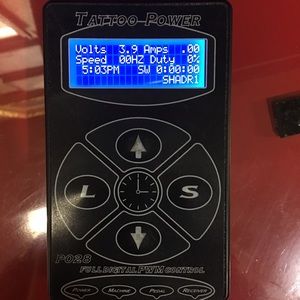 TATTOO POWER
Volts 3.9 Amps .00
Speed 00HZ Duty 0%
5:03PM SW 0:00:00
SHADR1
L S
P028
FULL DIGITAL PWM CONTROL
POWER MACHINE PEDAL RECEIVER